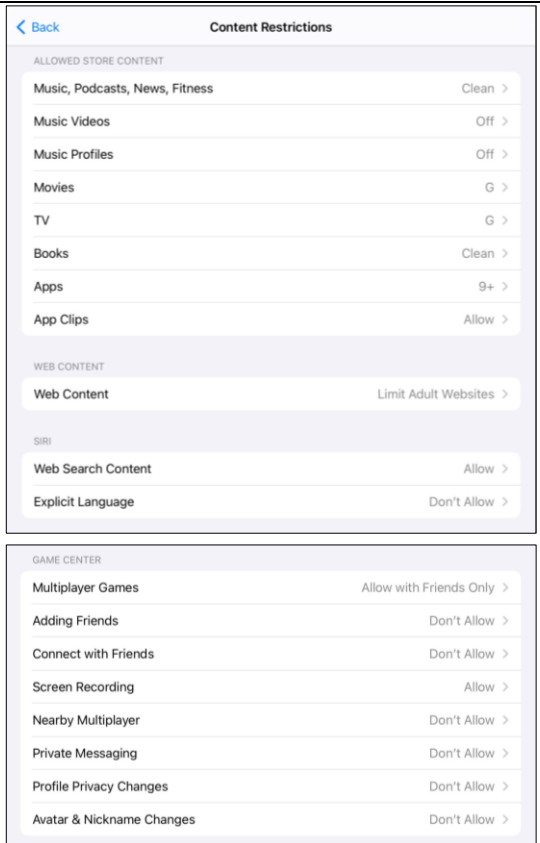 Back Content Restrictions
ALLOWED STORE CONTENT
Music, Podcasts, News, Fitness Clean
Music Videos Off
Music Profiles Off
Movies G
TV G
Books Clean
Apps 9+
App Clips Allow
WEB CONTENT
Web Content Limit Adult Websites
SIRI
Web Search Content Allow
Explicit Language Don't Allow
GAME CENTER
Multiplayer Games Allow with Friends Only
Adding Friends Don't Allow
Connect with Friends Don't Allow
Screen Recording Allow
Nearby Multiplayer Don't Allow
Private Messaging Don't Allow
Profile Privacy Changes Don't Allow
Avatar & Nickname Changes Don't Allow